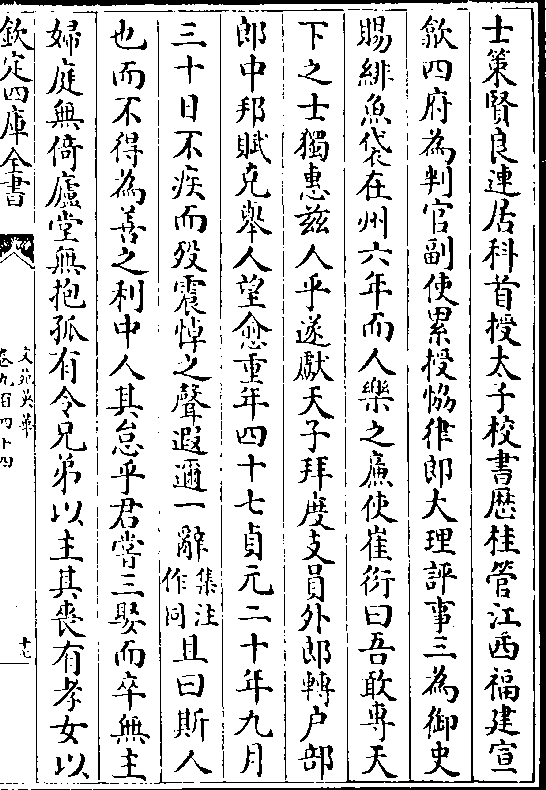 士策賢良連居科首授太子校書歷桂管江西福建宣
歙四府為判官副使累授恊律郎大理評事三為御史
賜緋魚袋在州六年而人樂之廉使崔衍曰吾敢專天
下之士獨惠兹人乎遂獻天子拜度支員外郎轉户部
郎中邦賦克舉人望愈重年四十七貞元二十年九月
三十日不疾而殁震悼之聲遐邇一辭集注作同且曰斯人
也而不得為善之利中人其怠乎君嘗三娶而卒無主
婦庭無倚廬堂無抱孤有令兄弟以主其喪有孝女以
欽定四庫全書
文苑英華
卷九百四十四
十七